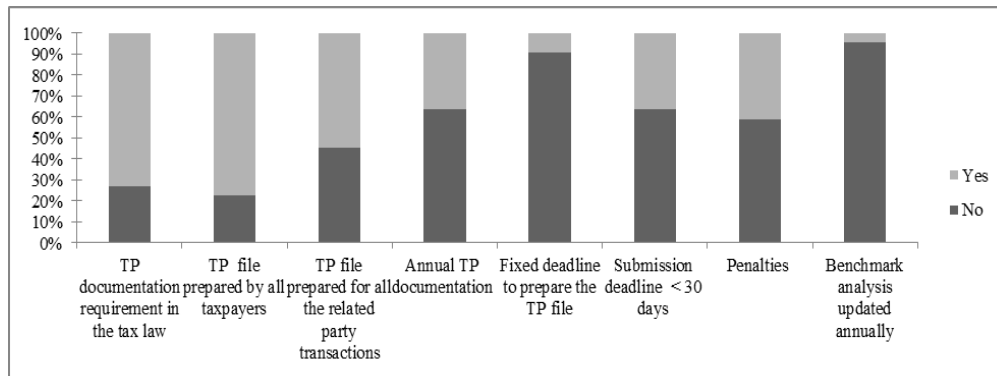 100%
90%
80%
70%
60%
50%
40%
30%
20%
10%
0%
TP
documentation
requirement in
the tax law
TP file
prepared by all
taxpayers
TP file
prepared for all
the related
party
transactions
Annual TP
documentation
Fixed deadline
to prepare the
TP file
Submission
deadline < 30
days
Penalties
Benchmark
analysis
updated
annually
Yes
No